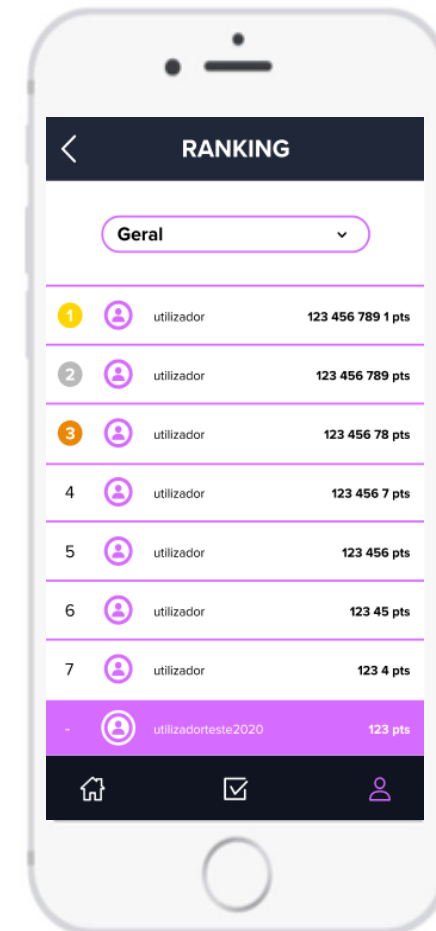 RANKING
Geral
1 utilizador 123 456 789 1 pts
2 utilizador 123 456 789 pts
3 utilizador 123 456 78 pts
4 utilizador 123 456 7 pts
5 utilizador 123 456 pts
6 utilizador 123 45 pts
7 utilizador 123 4 pts
- utilizadorteste2020 123 pts